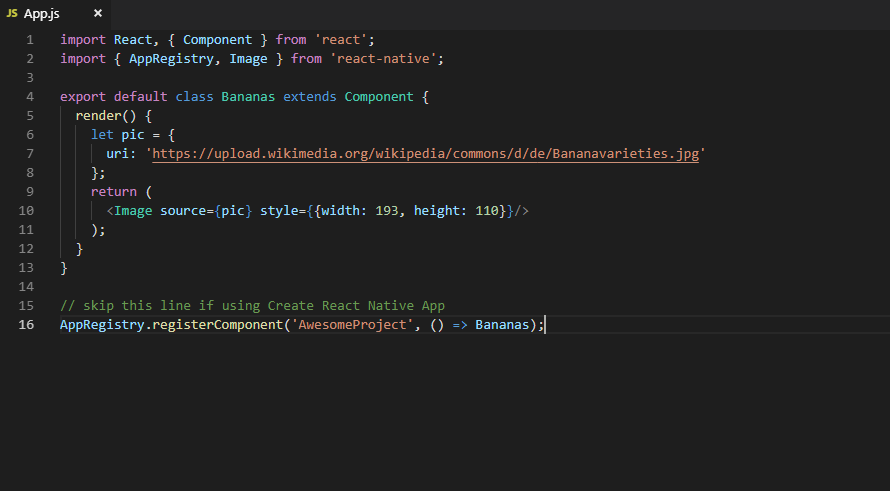 JS App.js ×
1 import React, { Component } from 'react';
2 import { AppRegistry, Image } from 'react-native';
3
4 export default class Bananas extends Component {
5   render() {
6     let pic = {
7       uri: 'https://upload.wikimedia.org/wikipedia/commons/d/de/Bananavarieties.jpg'
8     };
9     return (
10       <Image source={pic} style={{width: 193, height: 110}}/>
11     );
12   }
13 }
14
15 // skip this line if using Create React Native App
16 AppRegistry.registerComponent('AwesomeProject', () => Bananas);